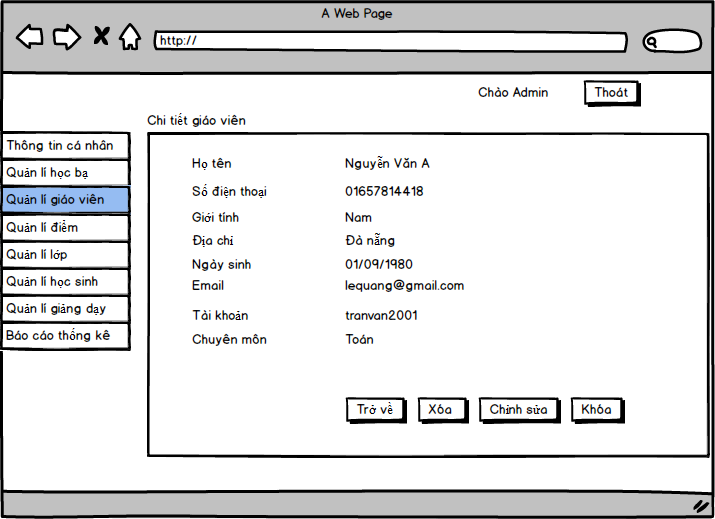 A Web Page
http://
Chào Admin
Thoát
Chi tiết giáo viên
Thông tin cá nhân
Quản lí học bạ
Quản lí giáo viên
Quản lí điểm
Quản lí lớp
Quản lí học sinh
Quản lí giảng dạy
Báo cáo thống kê
Họ tên Nguyễn Văn A
Số điện thoại 01657814418
Giới tính Nam
Địa chỉ Đà nẵng
Ngày sinh 01/09/1980
Email lequang@gmail.com
Tài khoản tranvan2001
Chuyên môn Toán
Trở về Xóa Chỉnh sửa Khóa